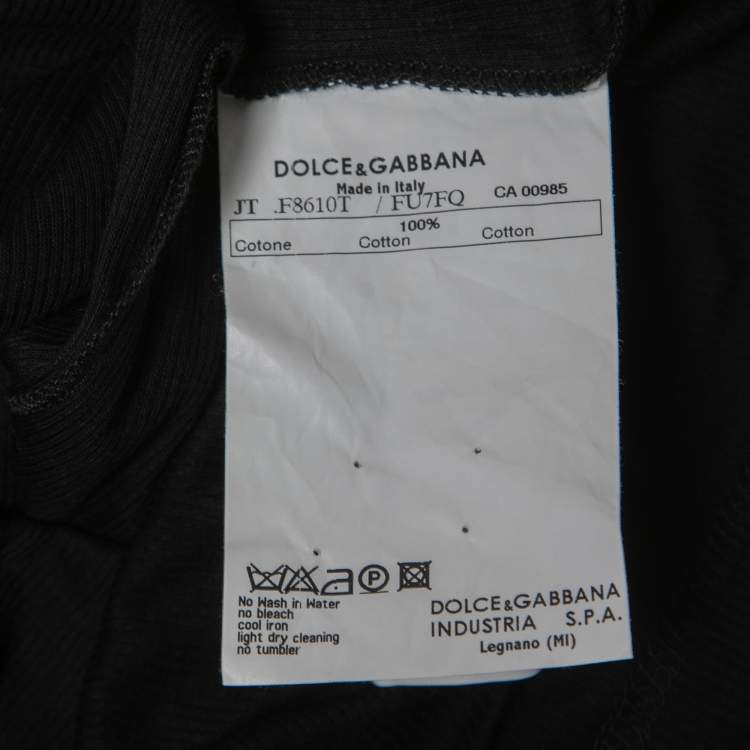 DOLCE&GABBANA
Made in Italy
JT .F8610T / FU7FQ CA 00985
100%
Cotone Cotton Cotton
No Wash in Water
no bleach
cool iron
light dry cleaning
no tumbler
P
DOLCE&GABBANA
INDUSTRIA S.P.A.
Legnano (MI)